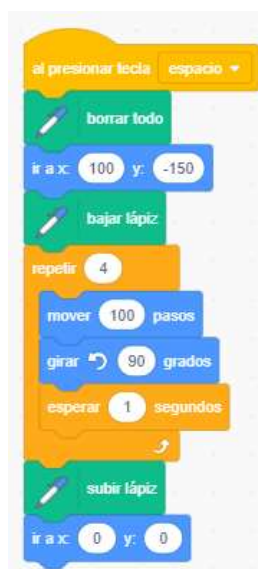 al presionar tecla espacio
borrar todo
ir a x: 100 y: -150
bajar lápiz
repetir 4
mover 100 pasos
girar 90 grados
esperar 1 segundos
subir lápiz
ir a x: 0 y: 0